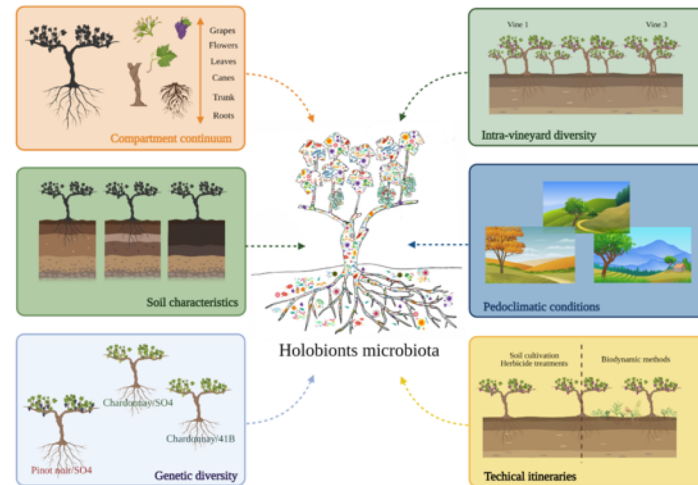 Grapes
Flowers
Leaves
Canes
Trunk
Roots
Compartment continuum
Vine 1
Vine 3
Intra-vineyard diversity
Soil characteristics
Pedoclimatic conditions
Holobionts microbiota
Chardonnay/SO4
Chardonnay/41B
Pinot noir/SO4
Genetic diversity
Soil cultivation
Herbicide treatments
Biodynamic methods
Techical itineraries